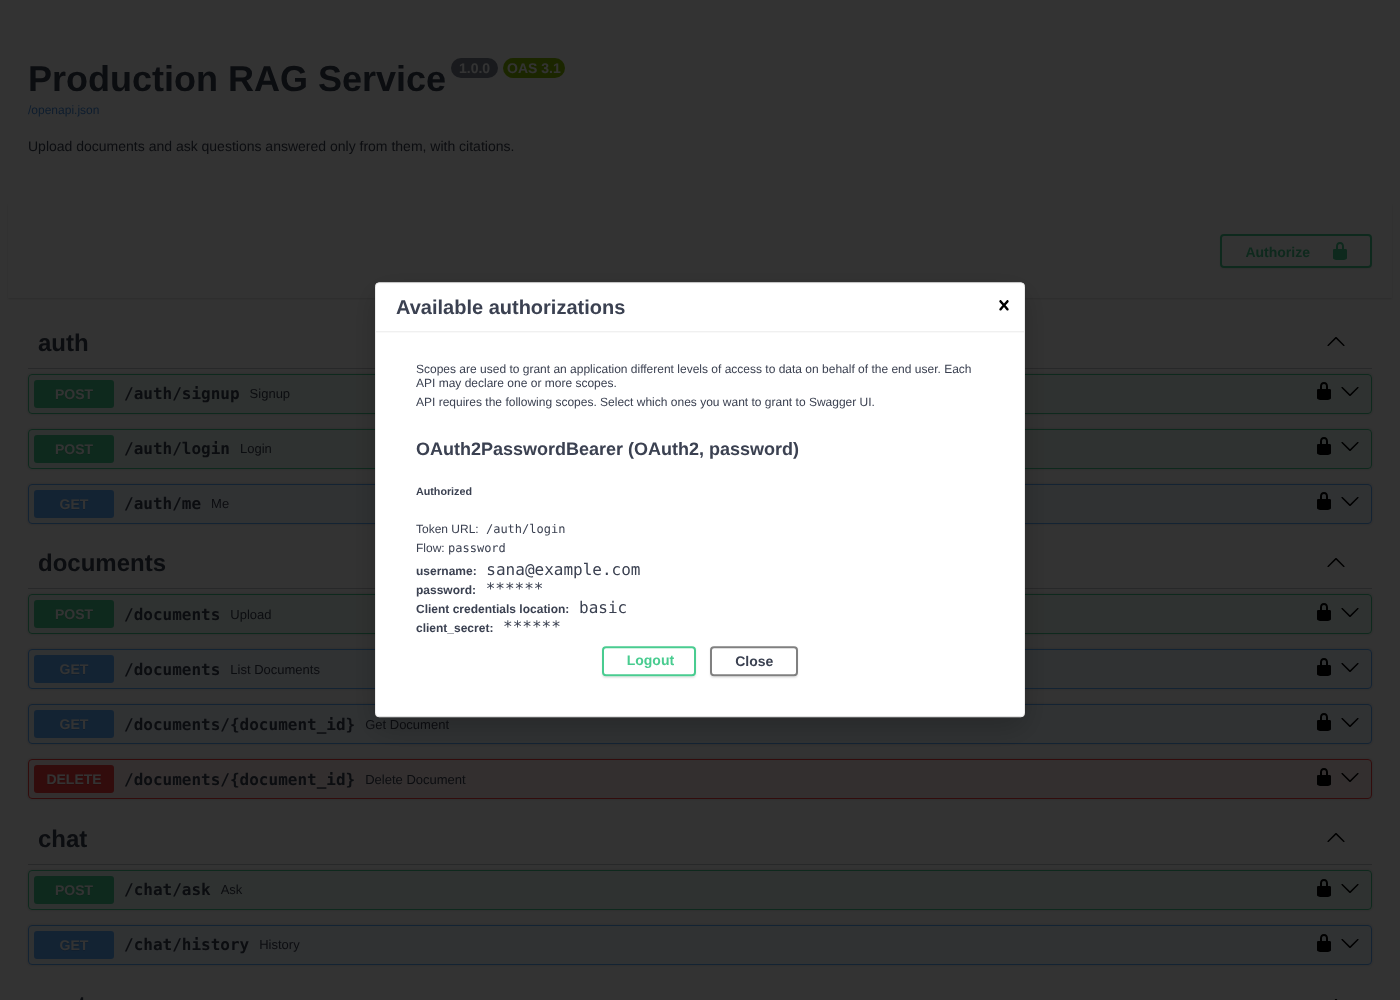 Production RAG Service 1.0.0 OAS 3.1
/openapi.json
Upload documents and ask questions answered only from them, with citations.
Authorize
Available authorizations
Scopes are used to grant an application different levels of access to data on behalf of the end user. Each
API may declare one or more scopes.
API requires the following scopes. Select which ones you want to grant to Swagger UI.
OAuth2PasswordBearer (OAuth2, password)
Authorized
Token URL: /auth/login
Flow: password
username: sana@example.com
password: ******
Client credentials location: basic
client_secret: ******
Logout Close
auth
POST /auth/signup Signup
POST /auth/login Login
GET /auth/me Me
documents
POST /documents Upload
GET /documents List Documents
GET /documents/{document_id} Get Document
DELETE /documents/{document_id} Delete Document
chat
POST /chat/ask Ask
GET /chat/history History